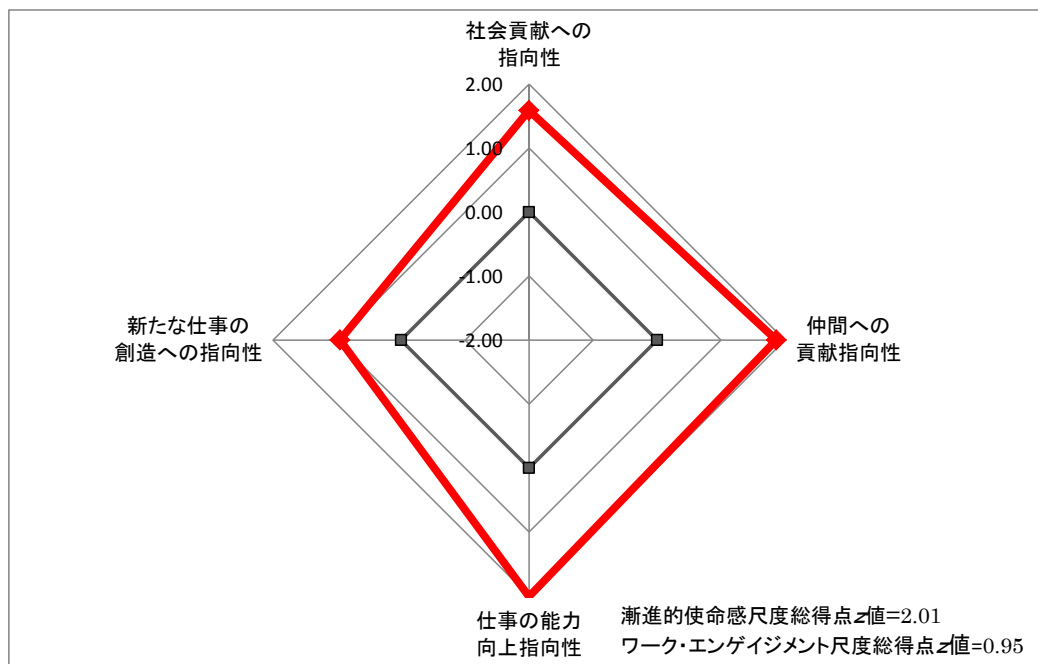 社会貢献への
指向性
2.00
1.00
0.00
-1.00
-2.00
新たな仕事の
創造への指向性
仲間への
貢献指向性
仕事の能力
向上指向性
漸進的使命感尺度総得点z値=2.01
ワーク・エンゲイジメント尺度総得点z値=0.95